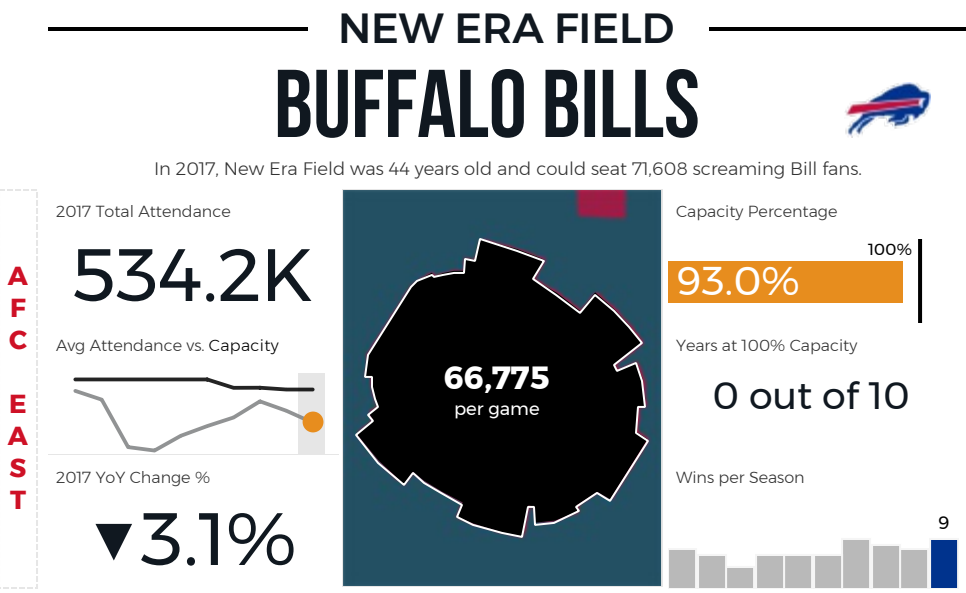 NEW ERA FIELD
BUFFALO BILLS
In 2017, New Era Field was 44 years old and could seat 71,608 screaming Bill fans.
AFC EAST
2017 Total Attendance
534.2K
Avg Attendance vs. Capacity
2017 YoY Change %
▼3.1%
66,775
per game
Capacity Percentage
100%
93.0%
Years at 100% Capacity
0 out of 10
Wins per Season
9